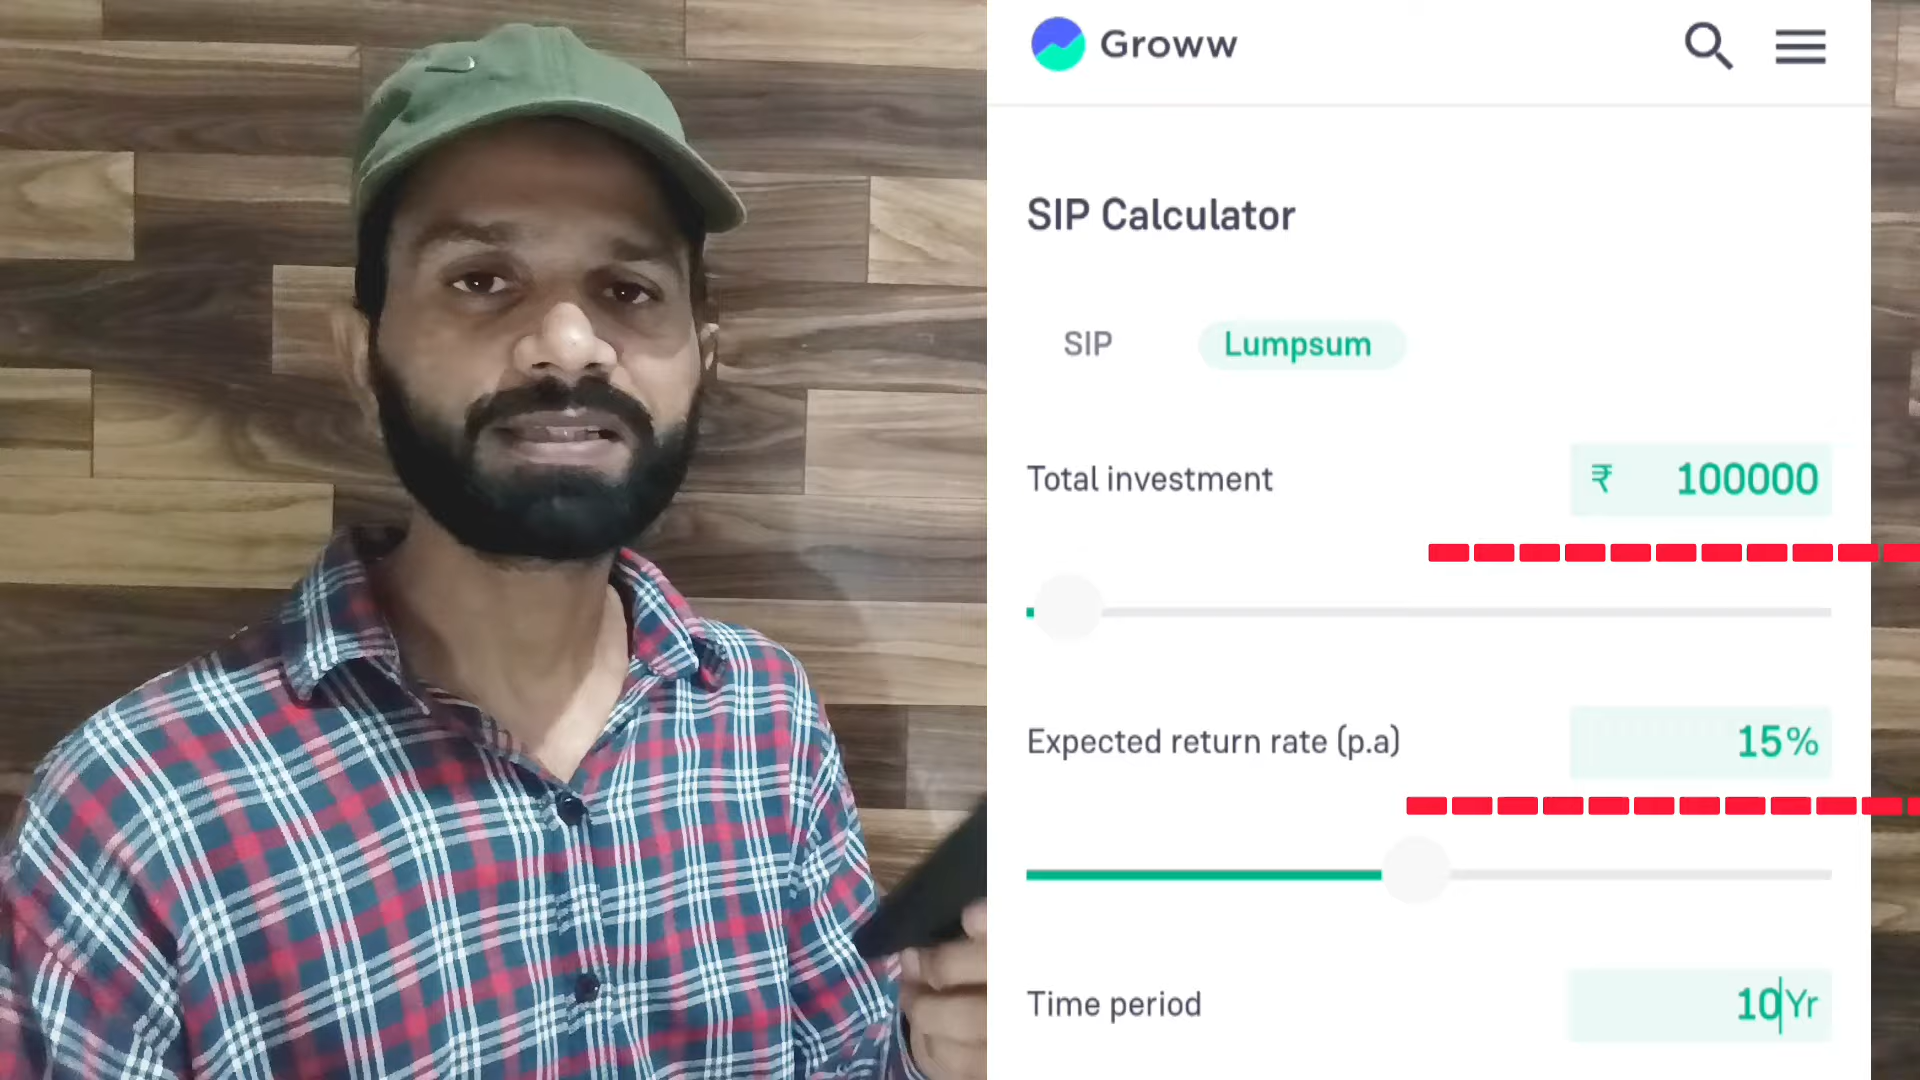 Groww
SIP Calculator
SIP Lumpsum
Total investment ₹ 100000
Expected return rate (p.a) 15%
Time period 10Yr